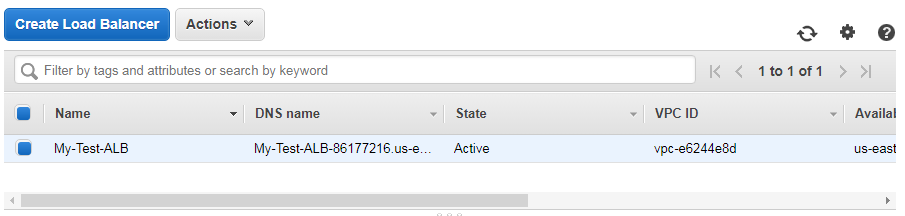 Create Load Balancer Actions
Filter by tags and attributes or search by keyword 1 to 1 of 1
Name DNS name State VPC ID Availal
My-Test-ALB My-Test-ALB-86177216.us-e... Active vpc-e6244e8d us-east